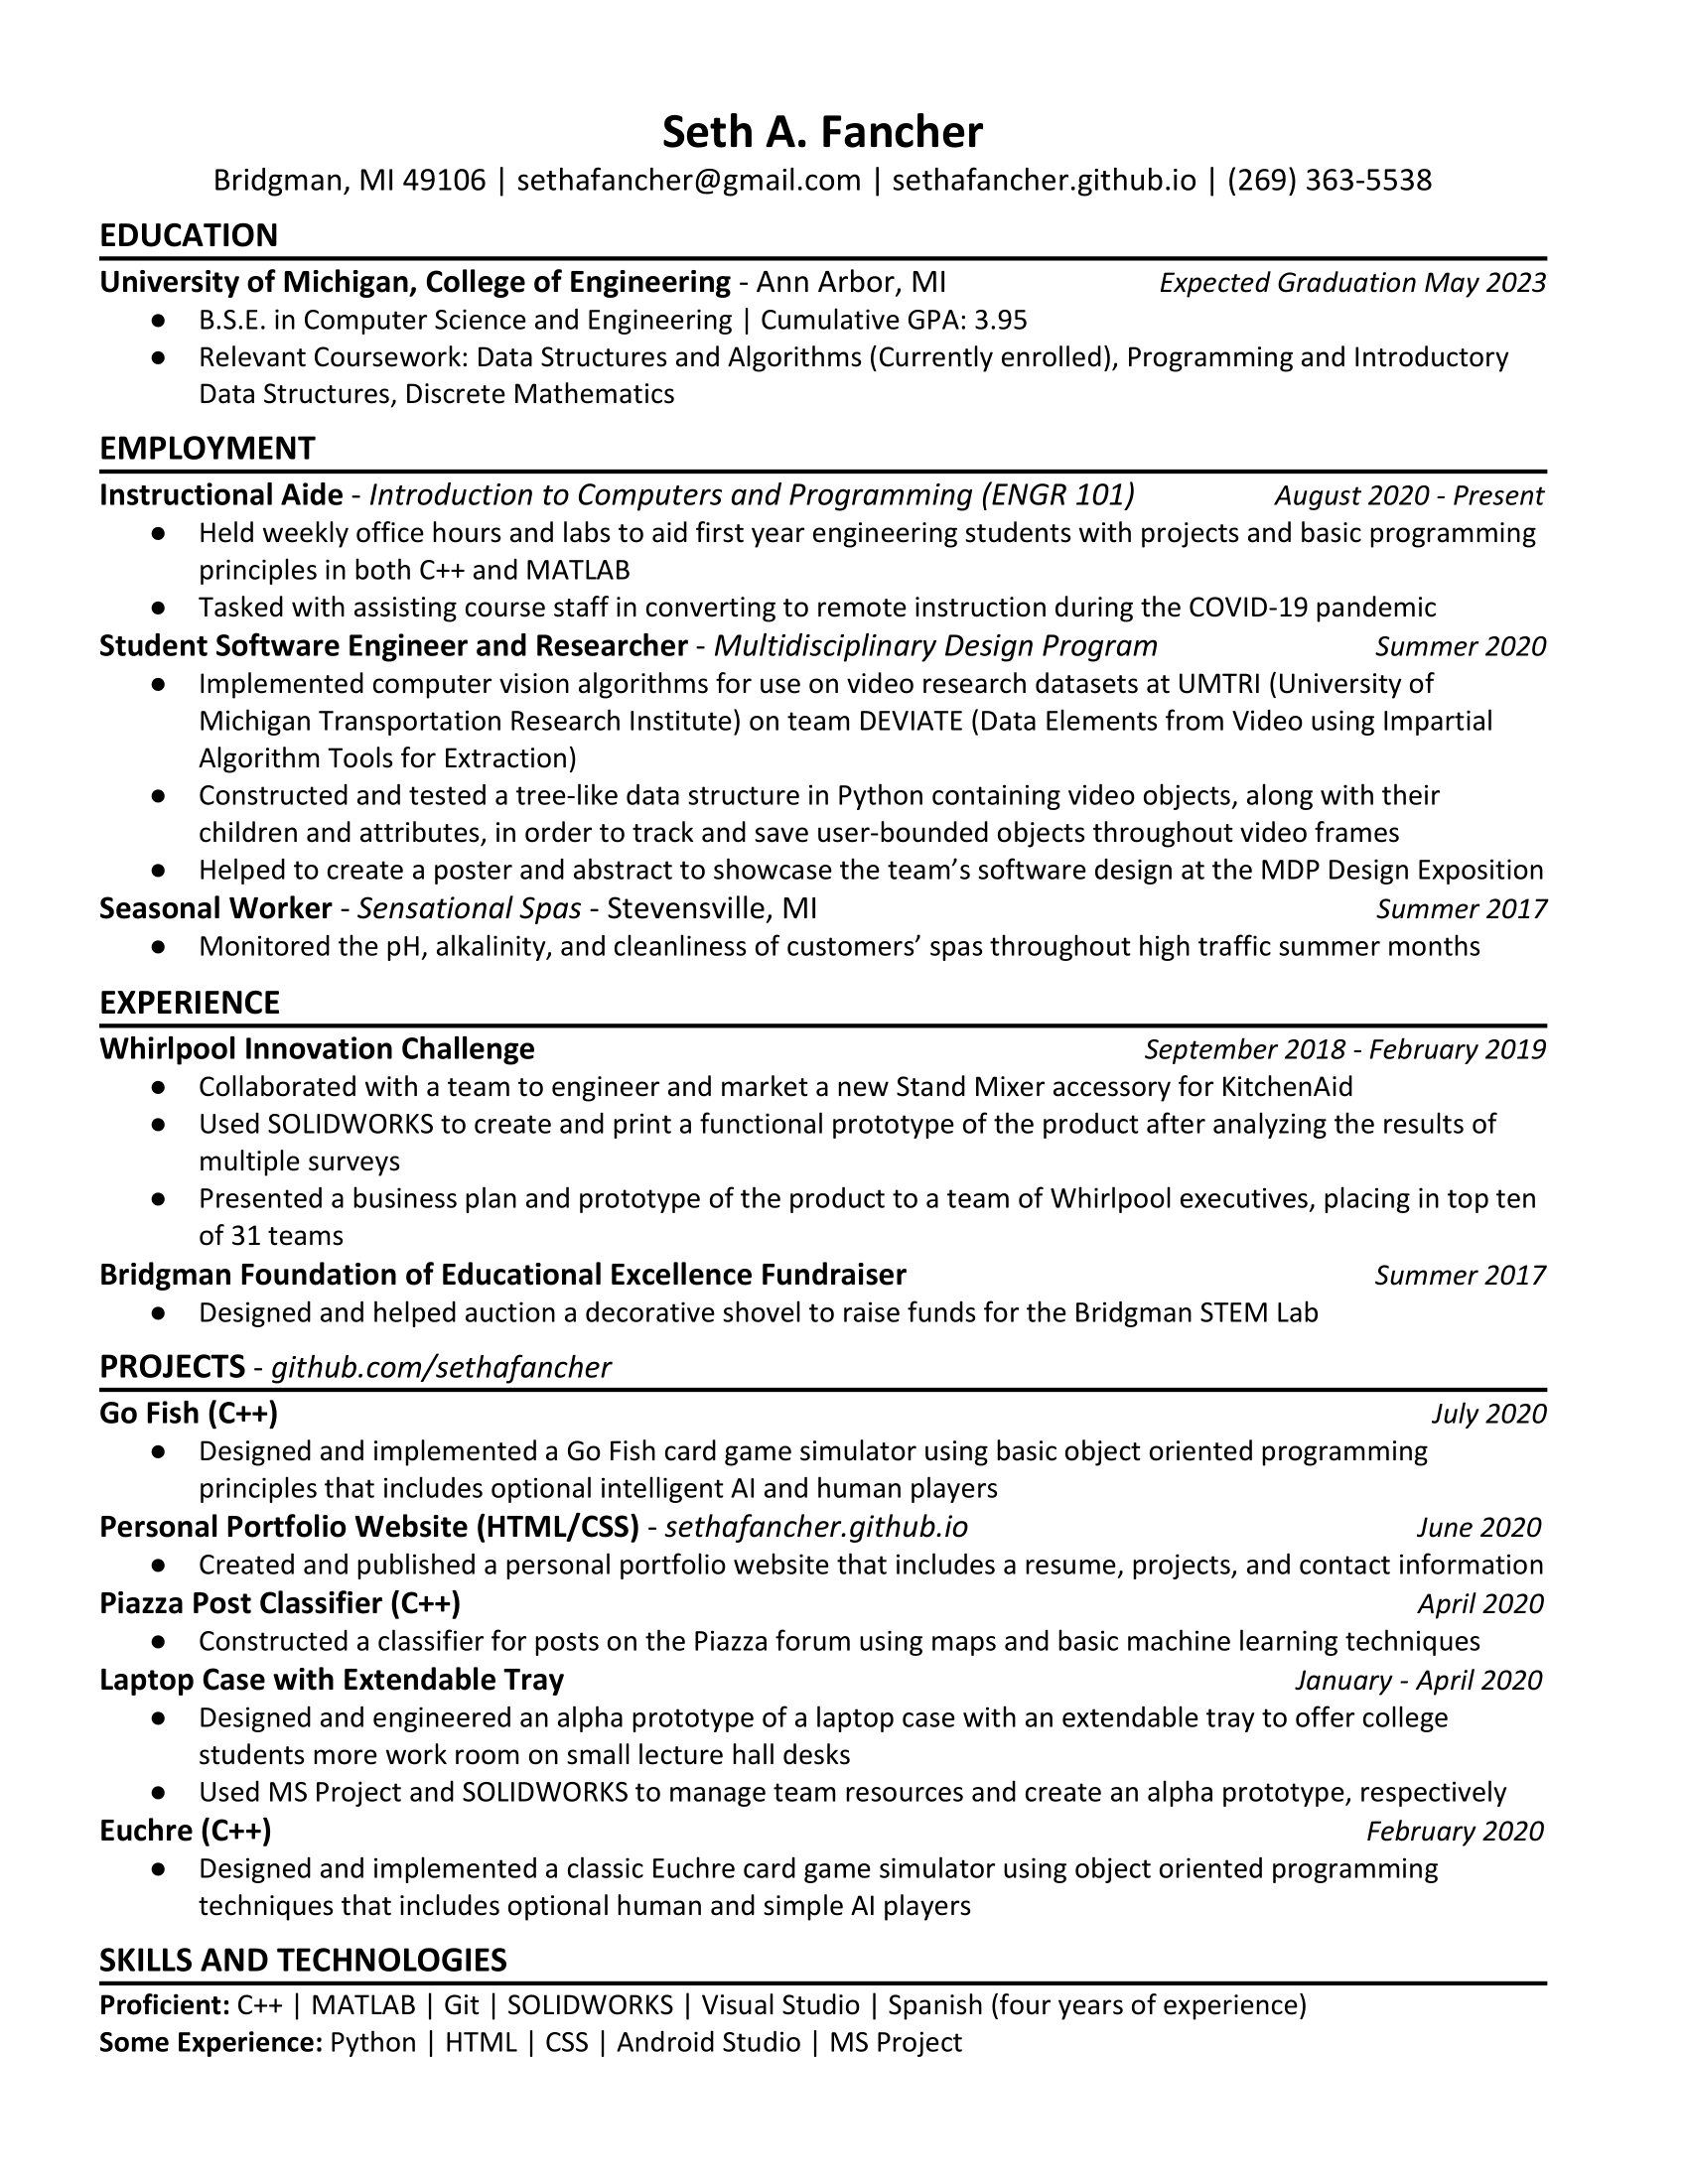 Seth A. Fancher
Bridgman, MI 49106 | sethafancher@gmail.com | sethafancher.github.io | (269) 363-5538
EDUCATION
University of Michigan, College of Engineering - Ann Arbor, MI Expected Graduation May 2023
● B.S.E. in Computer Science and Engineering | Cumulative GPA: 3.95
● Relevant Coursework: Data Structures and Algorithms (Currently enrolled), Programming and Introductory
Data Structures, Discrete Mathematics
EMPLOYMENT
Instructional Aide - Introduction to Computers and Programming (ENGR 101) August 2020 - Present
● Held weekly office hours and labs to aid first year engineering students with projects and basic programming
principles in both C++ and MATLAB
● Tasked with assisting course staff in converting to remote instruction during the COVID-19 pandemic
Student Software Engineer and Researcher - Multidisciplinary Design Program Summer 2020
● Implemented computer vision algorithms for use on video research datasets at UMTRI (University of
Michigan Transportation Research Institute) on team DEVIATE (Data Elements from Video using Impartial
Algorithm Tools for Extraction)
● Constructed and tested a tree-like data structure in Python containing video objects, along with their
children and attributes, in order to track and save user-bounded objects throughout video frames
● Helped to create a poster and abstract to showcase the team’s software design at the MDP Design Exposition
Seasonal Worker - Sensational Spas - Stevensville, MI Summer 2017
● Monitored the pH, alkalinity, and cleanliness of customers’ spas throughout high traffic summer months
EXPERIENCE
Whirlpool Innovation Challenge September 2018 - February 2019
● Collaborated with a team to engineer and market a new Stand Mixer accessory for KitchenAid
● Used SOLIDWORKS to create and print a functional prototype of the product after analyzing the results of
multiple surveys
● Presented a business plan and prototype of the product to a team of Whirlpool executives, placing in top ten
of 31 teams
Bridgman Foundation of Educational Excellence Fundraiser Summer 2017
● Designed and helped auction a decorative shovel to raise funds for the Bridgman STEM Lab
PROJECTS - github.com/sethafancher
Go Fish (C++) July 2020
● Designed and implemented a Go Fish card game simulator using basic object oriented programming
principles that includes optional intelligent AI and human players
Personal Portfolio Website (HTML/CSS) - sethafancher.github.io June 2020
● Created and published a personal portfolio website that includes a resume, projects, and contact information
Piazza Post Classifier (C++) April 2020
● Constructed a classifier for posts on the Piazza forum using maps and basic machine learning techniques
Laptop Case with Extendable Tray January - April 2020
● Designed and engineered an alpha prototype of a laptop case with an extendable tray to offer college
students more work room on small lecture hall desks
● Used MS Project and SOLIDWORKS to manage team resources and create an alpha prototype, respectively
Euchre (C++) February 2020
● Designed and implemented a classic Euchre card game simulator using object oriented programming
techniques that includes optional human and simple AI players
SKILLS AND TECHNOLOGIES
Proficient: C++ | MATLAB | Git | SOLIDWORKS | Visual Studio | Spanish (four years of experience)
Some Experience: Python | HTML | CSS | Android Studio | MS Project